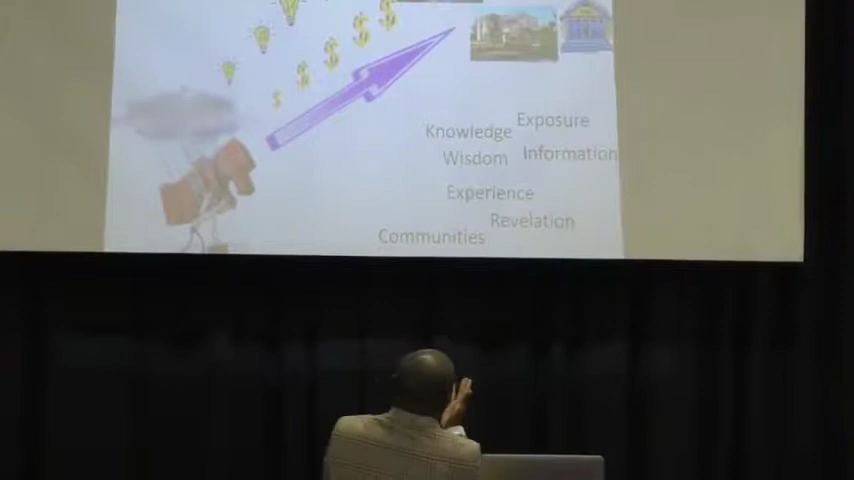 $ $ $ $ $
Exposure
Knowledge
Information
Wisdom
Experience
Revelation
Communities